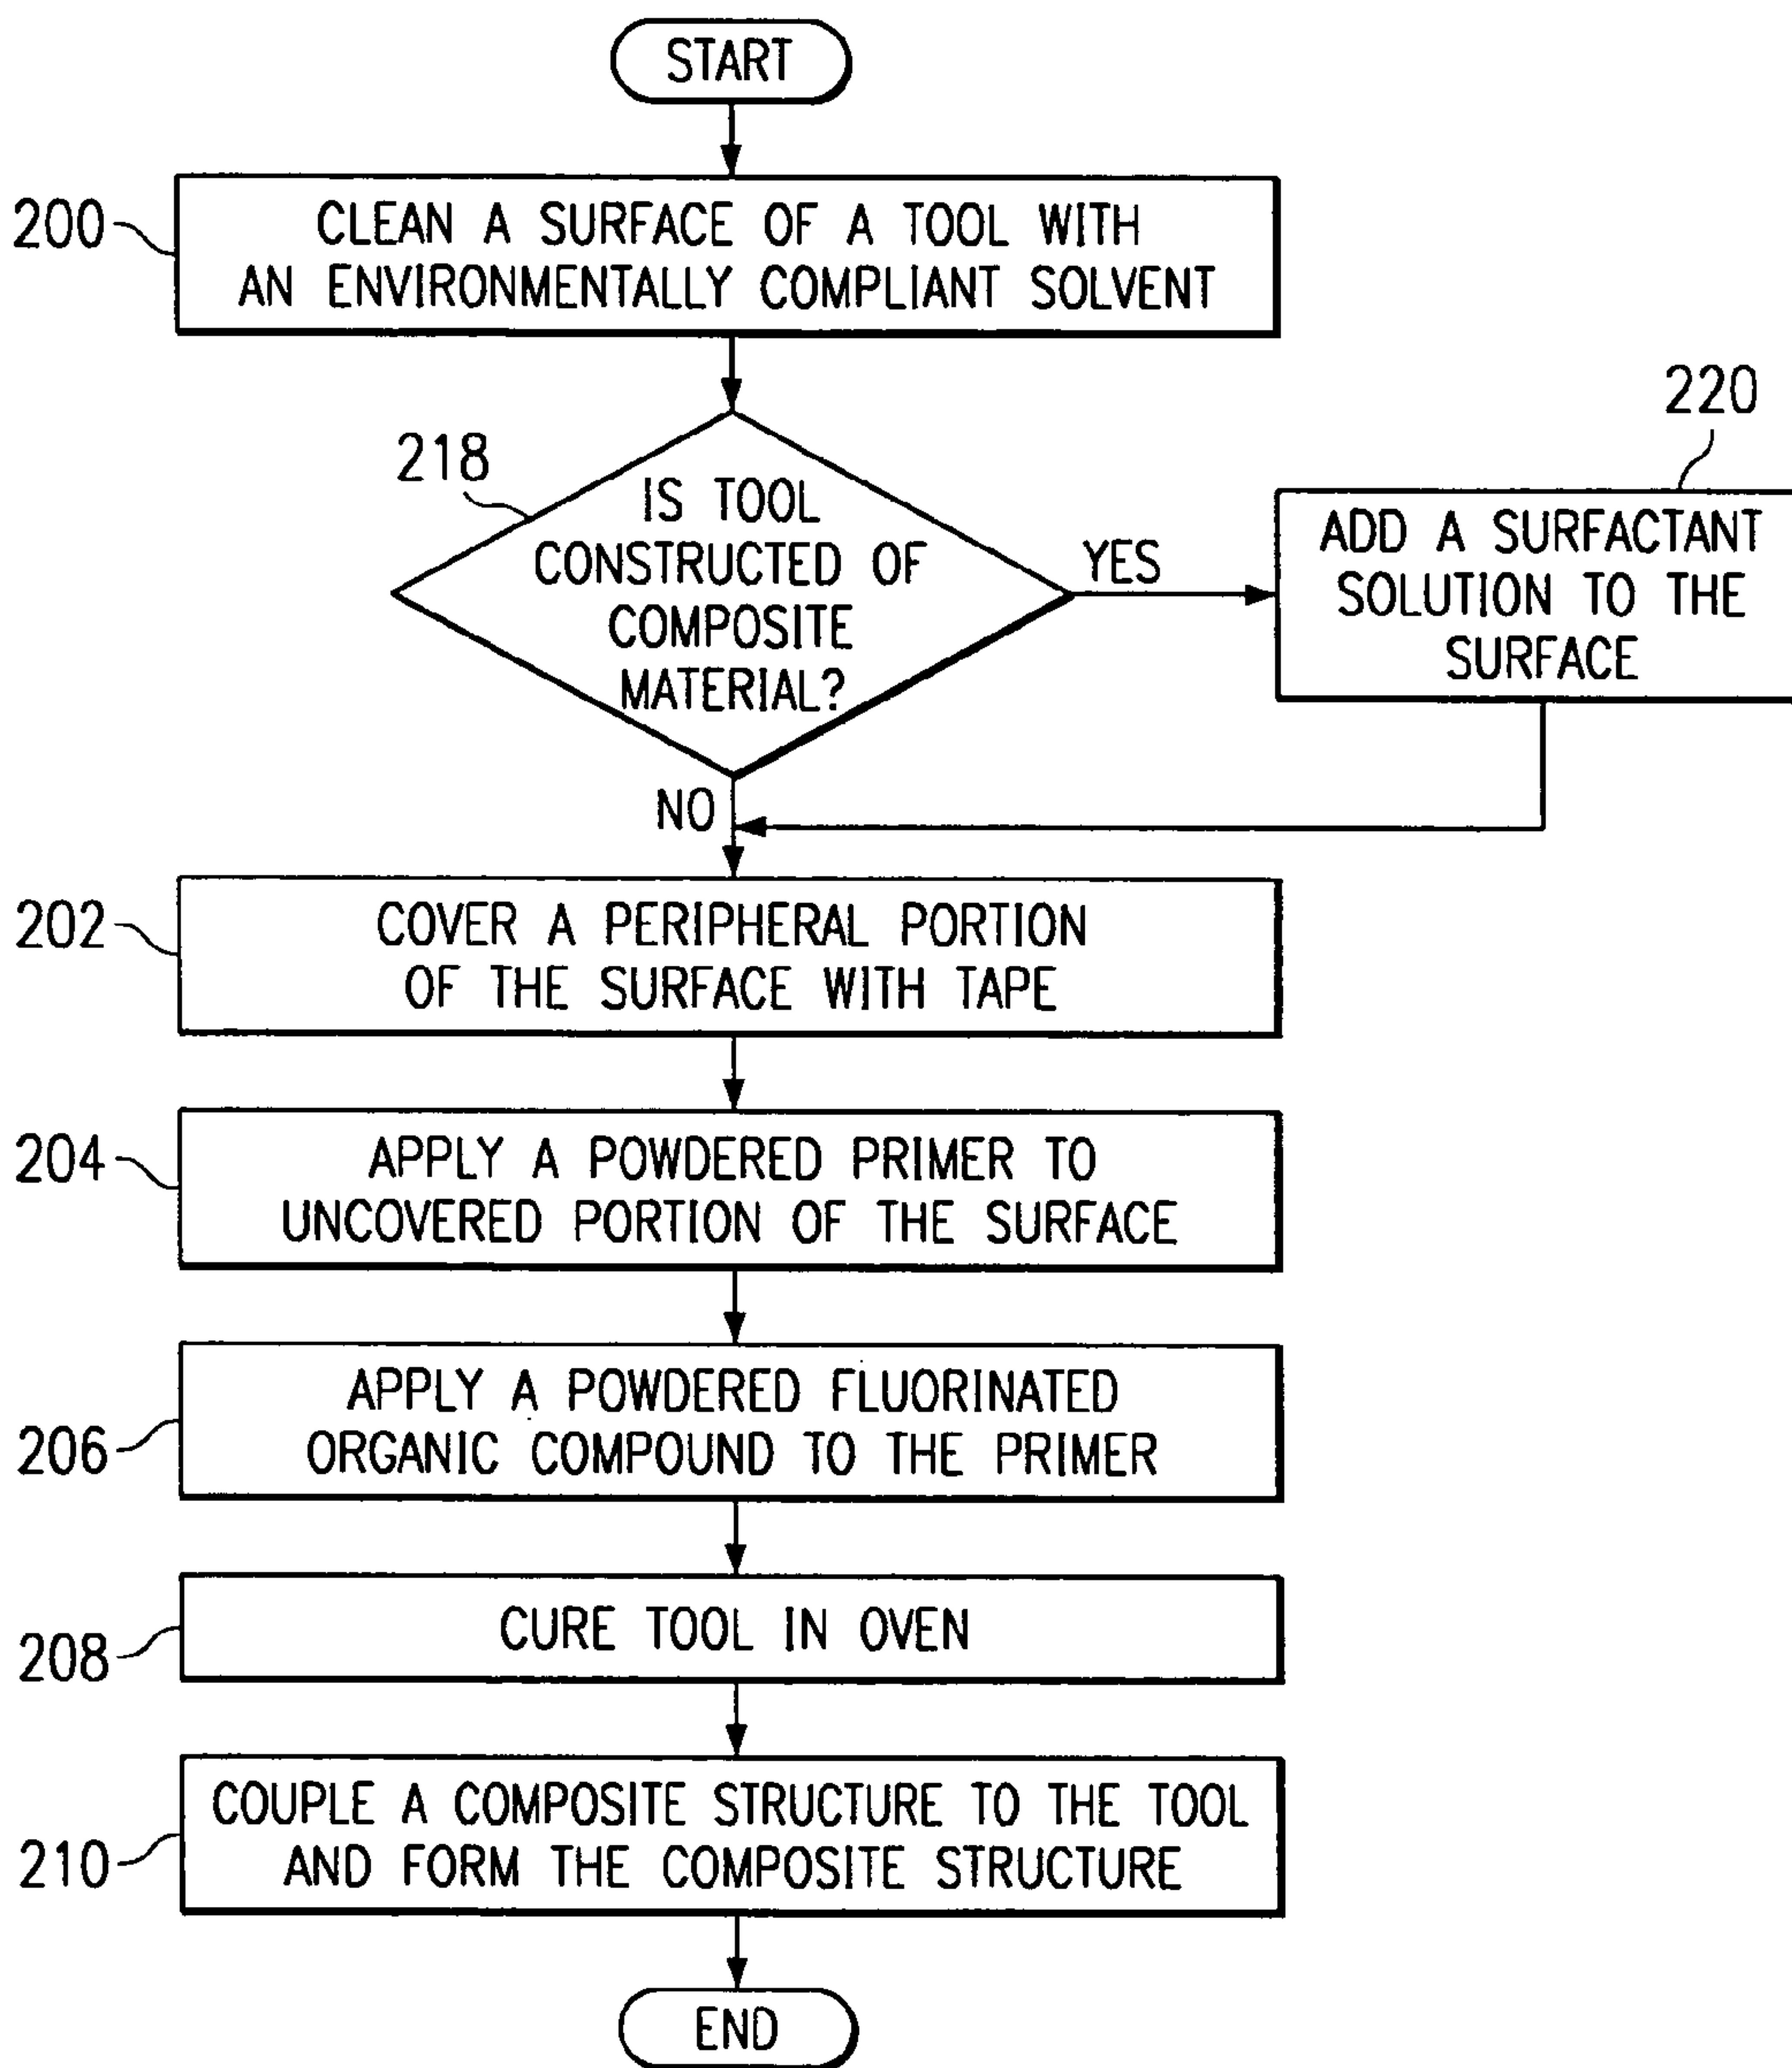 START
200
CLEAN A SURFACE OF A TOOL WITH
AN ENVIRONMENTALLY COMPLIANT SOLVENT
218
IS TOOL
CONSTRUCTED OF
COMPOSITE
MATERIAL?
YES
220
ADD A SURFACTANT
SOLUTION TO THE
SURFACE
NO
202
COVER A PERIPHERAL PORTION
OF THE SURFACE WITH TAPE
204
APPLY A POWDERED PRIMER TO
UNCOVERED PORTION OF THE SURFACE
206
APPLY A POWDERED FLUORINATED
ORGANIC COMPOUND TO THE PRIMER
208
CURE TOOL IN OVEN
210
COUPLE A COMPOSITE STRUCTURE TO THE TOOL
AND FORM THE COMPOSITE STRUCTURE
END